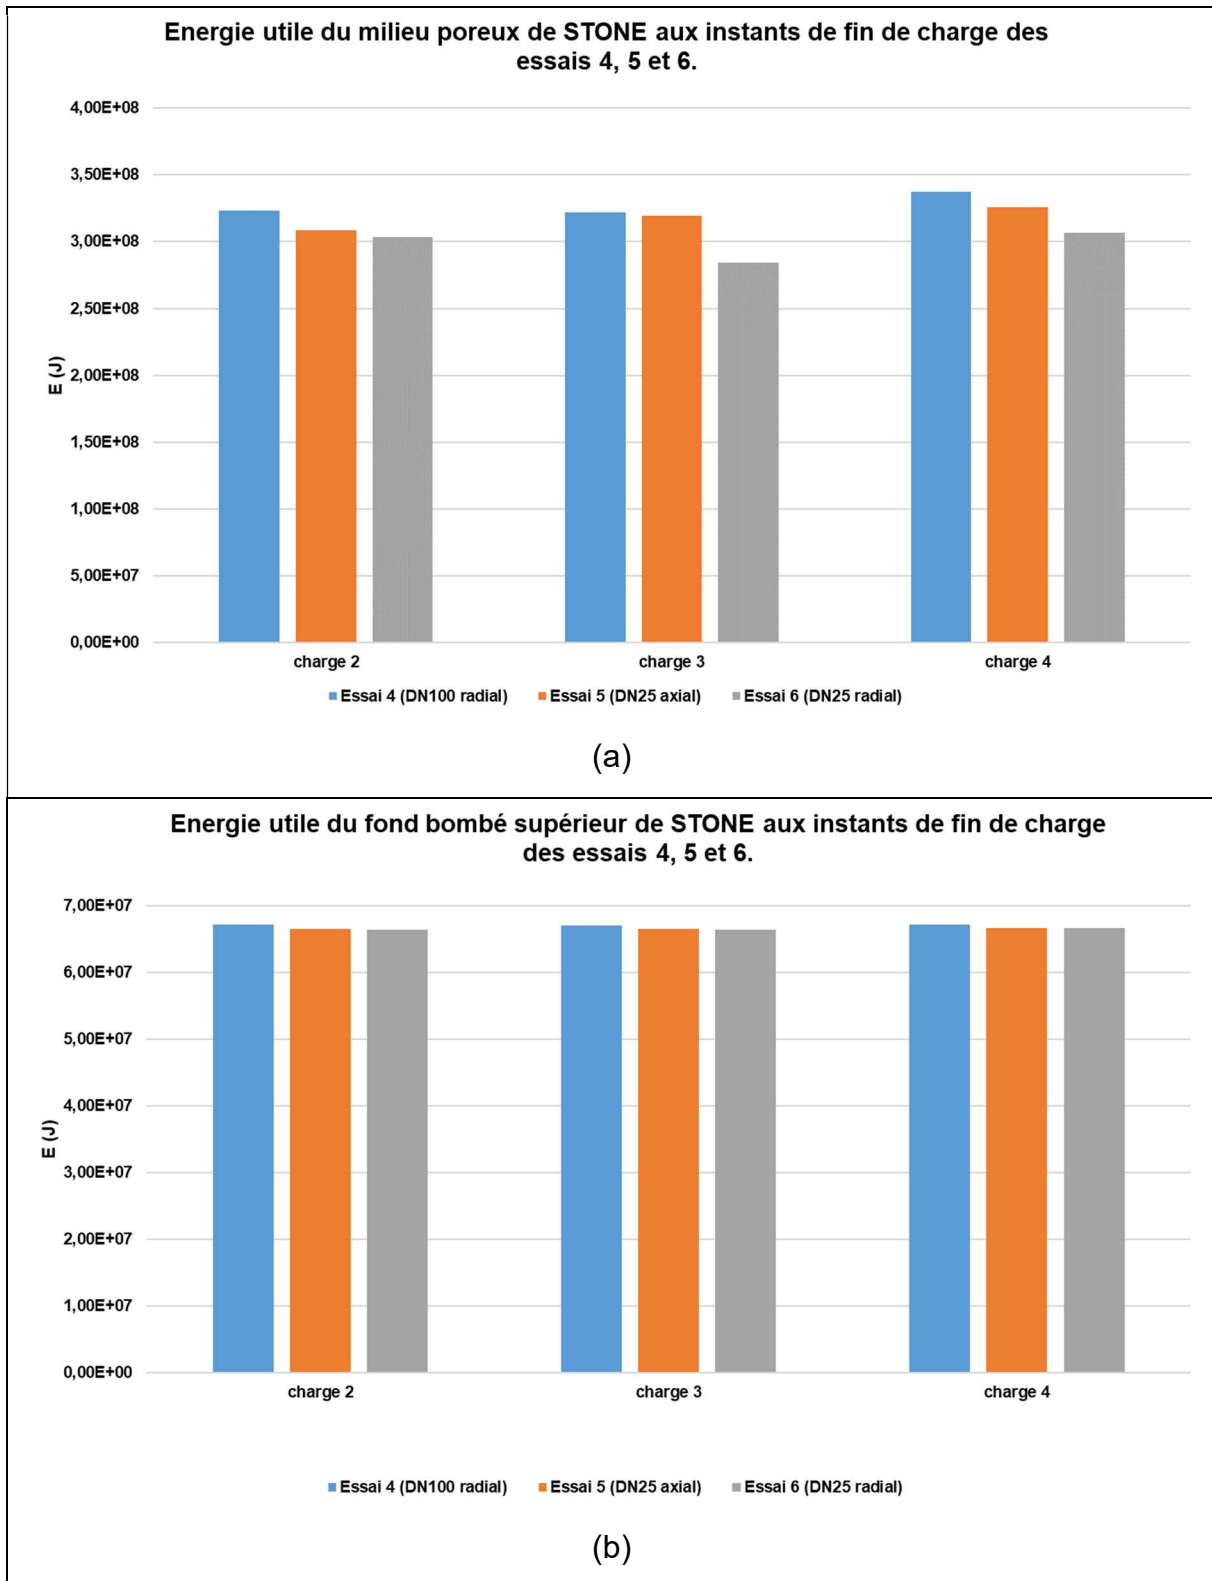 Energie utile du milieu poreux de STONE aux instants de fin de charge des
essais 4, 5 et 6.
4,00E+08
3,50E+08
3,00E+08
2,50E+08
2,00E+08
1,50E+08
1,00E+08
5,00E+07
0,00E+00
E (J)
charge 2
charge 3
charge 4
Essai 4 (DN100 radial)
Essai 5 (DN25 axial)
Essai 6 (DN25 radial)
(a)
Energie utile du fond bombé supérieur de STONE aux instants de fin de charge
des essais 4, 5 et 6.
7,00E+07
6,00E+07
5,00E+07
4,00E+07
3,00E+07
2,00E+07
1,00E+07
0,00E+00
E (J)
charge 2
charge 3
charge 4
Essai 4 (DN100 radial)
Essai 5 (DN25 axial)
Essai 6 (DN25 radial)
(b)